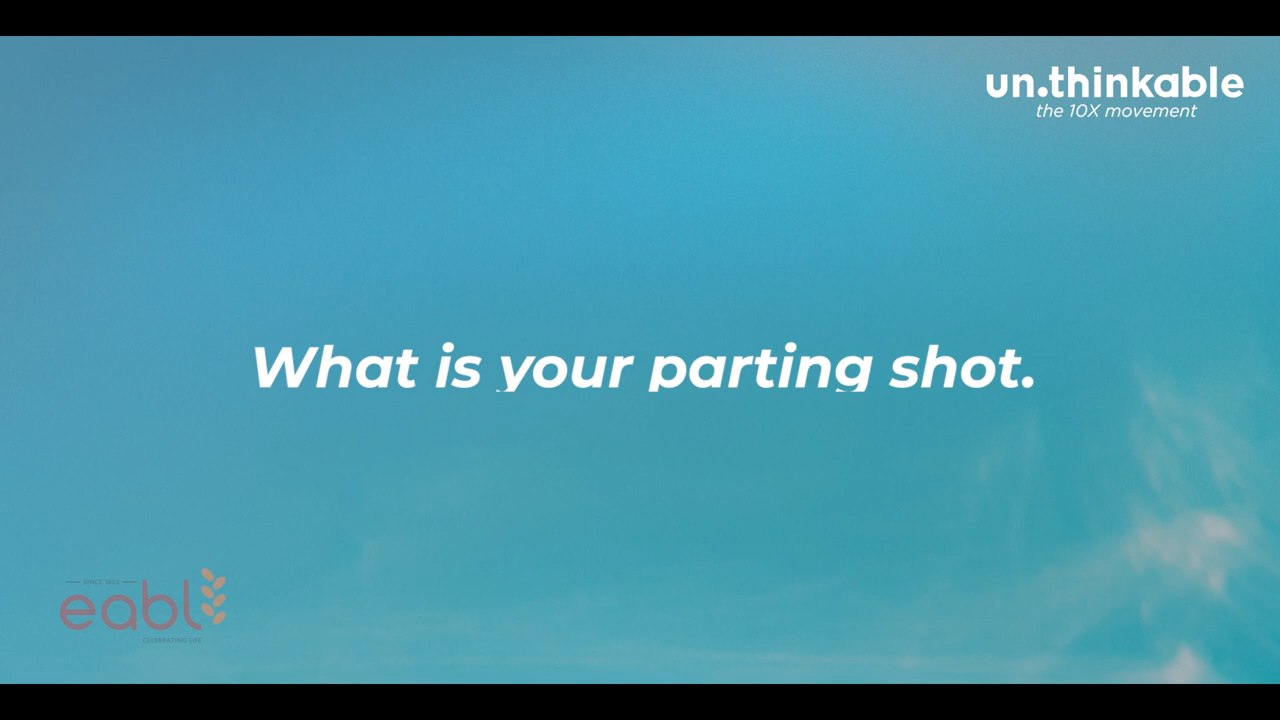 un.thinkable
the 10X movement
What is your parting shot.
SINCE 1922
eabl
CELEBRATING LIFE